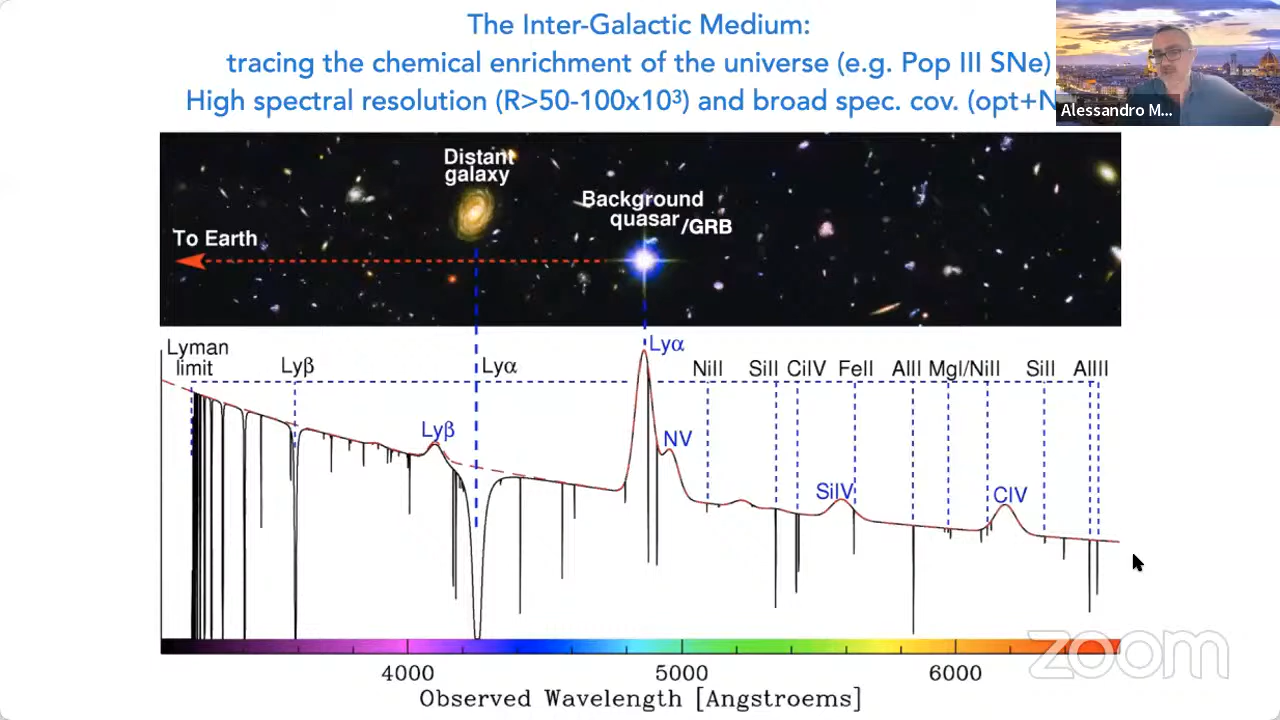 The Inter-Galactic Medium:
tracing the chemical enrichment of the universe (e.g. Pop III SNe)
High spectral resolution (R>50-100x10³) and broad spec. cov. (opt+N
Alessandro M...
Distant
galaxy
Background
quasar/GRB
To Earth
Lyman
limit
Lyβ
Lyα
Lyα
NiII
SiII
CiIV
FeII
AlII
MgI/NiII
SiII
AlIII
Lyβ
NV
SiIV
CIV
zoom
4000
5000
6000
Observed Wavelength [Angstroems]